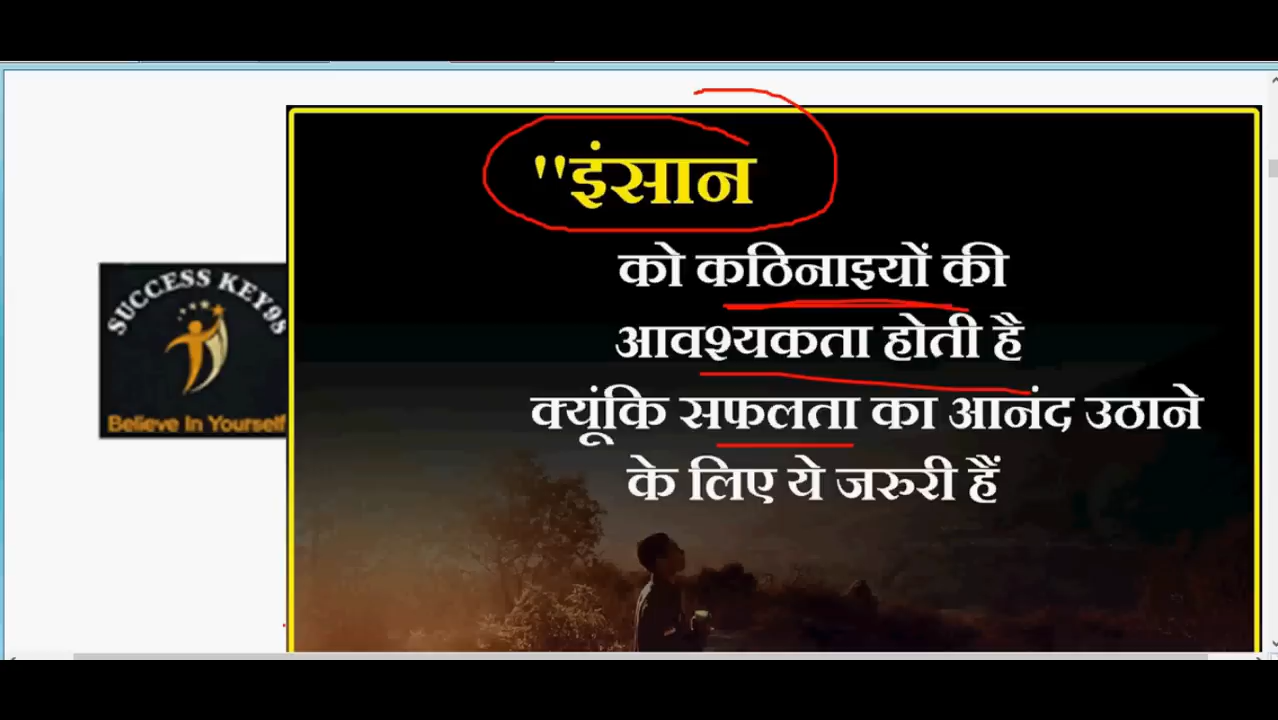 "इंसान
को कठिनाइयों की
आवश्यकता होती है
क्यूंकि सफलता का आनंद उठाने
के लिए ये जरुरी हैं
SUCCESS KEY98
Believe In Yourself